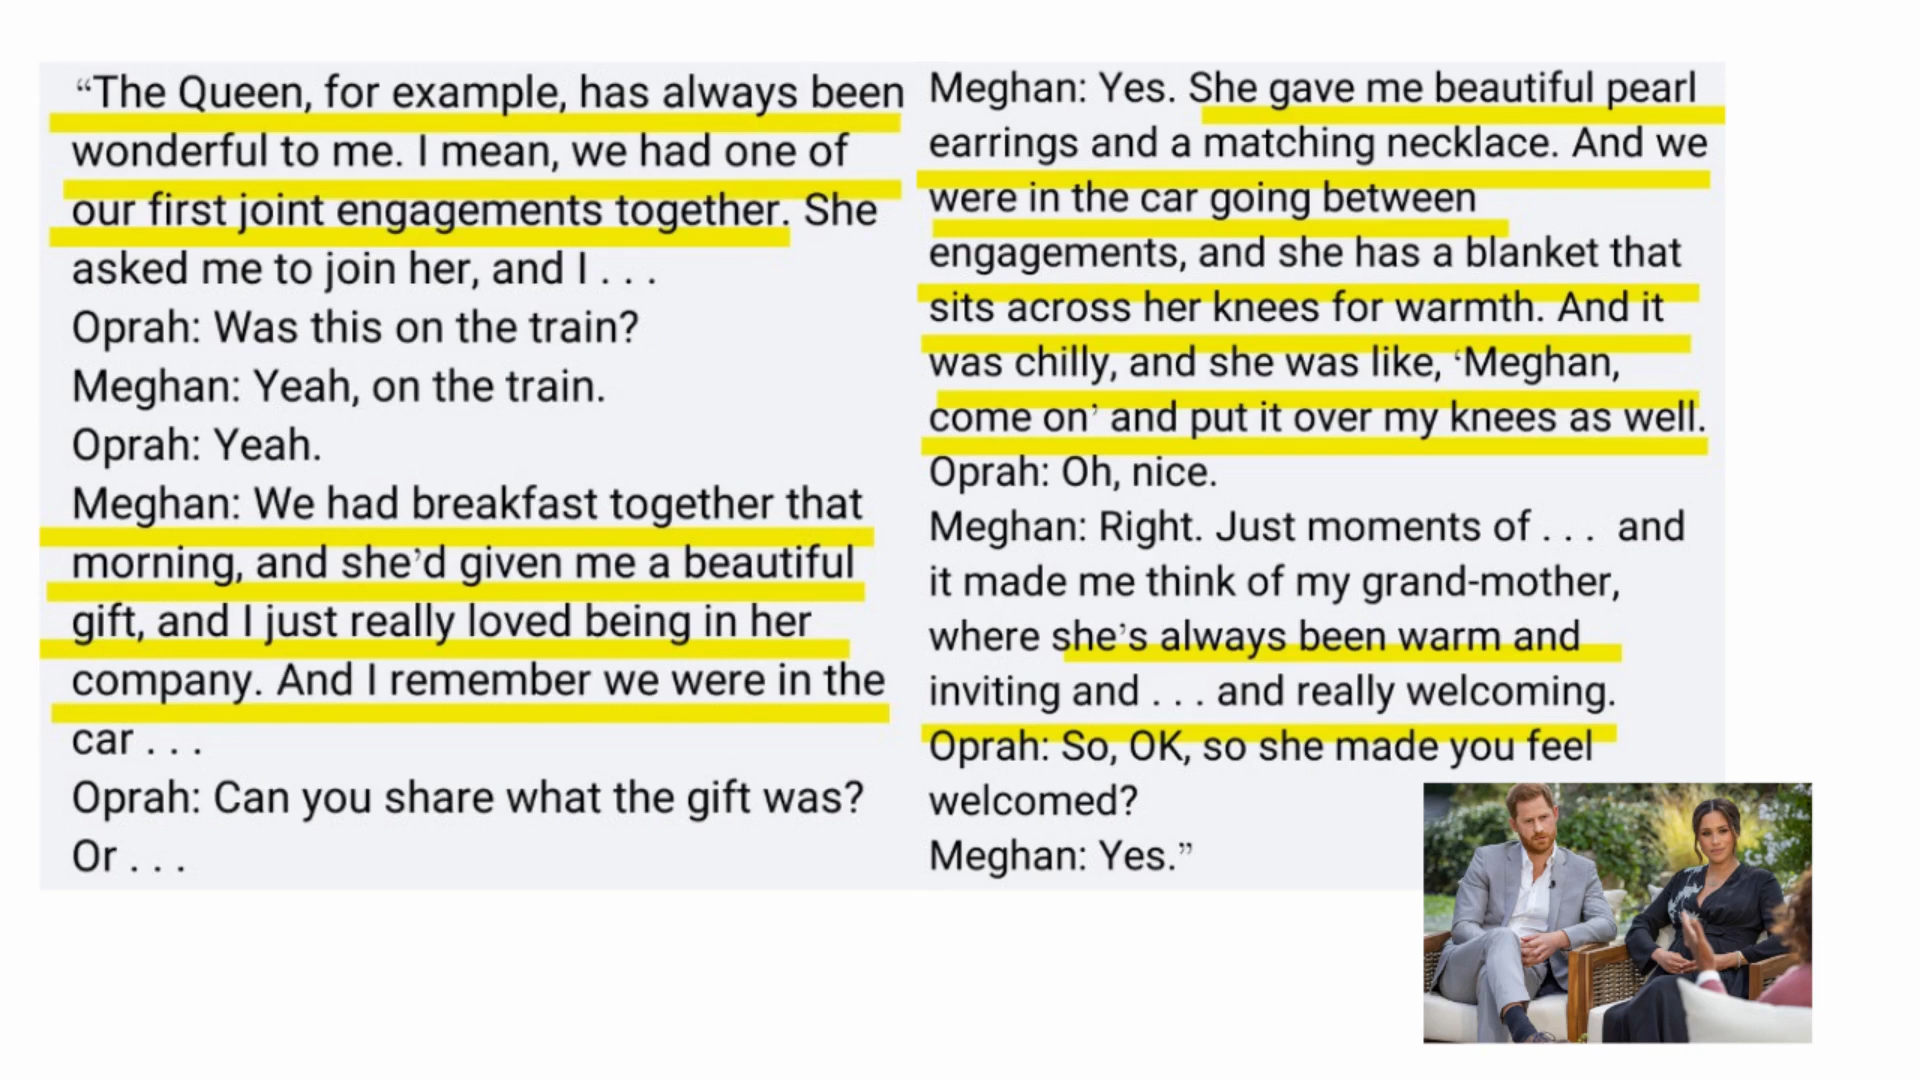 “The Queen, for example, has always been
wonderful to me. I mean, we had one of
our first joint engagements together. She
asked me to join her, and I . . .
Oprah: Was this on the train?
Meghan: Yeah, on the train.
Oprah: Yeah.
Meghan: We had breakfast together that
morning, and she’d given me a beautiful
gift, and I just really loved being in her
company. And I remember we were in the
car . . .
Oprah: Can you share what the gift was?
Or . . .
Meghan: Yes. She gave me beautiful pearl
earrings and a matching necklace. And we
were in the car going between
engagements, and she has a blanket that
sits across her knees for warmth. And it
was chilly, and she was like, ‘Meghan,
come on’ and put it over my knees as well.
Oprah: Oh, nice.
Meghan: Right. Just moments of . . . and
it made me think of my grand-mother,
where she’s always been warm and
inviting and . . . and really welcoming.
Oprah: So, OK, so she made you feel
welcomed?
Meghan: Yes.”